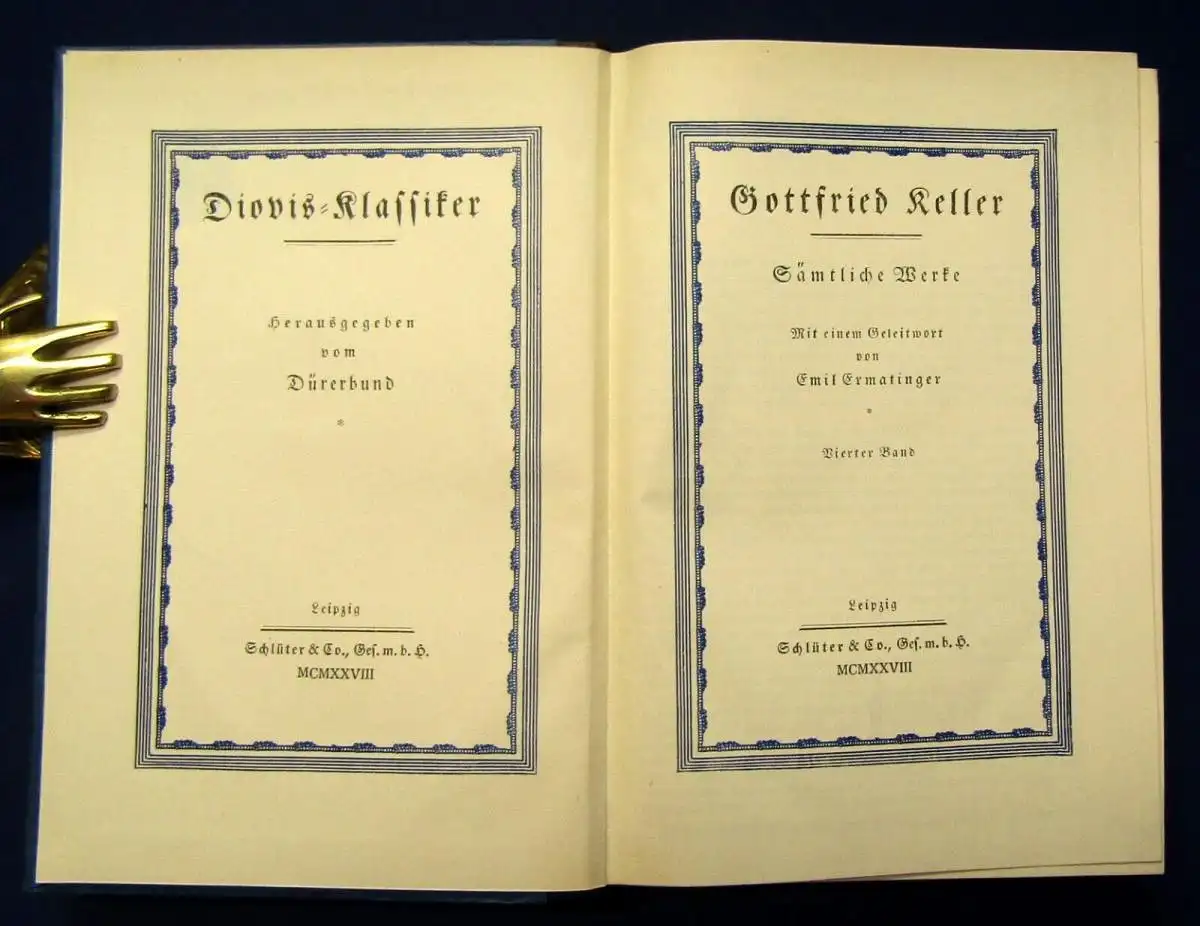 Diovis-Klassiker
Herausgegeben
vom
Dürerbund
*
Leipzig
Schlüter & Co., Ges. m. b. H.
MCMXXVIII
Gottfried Keller
Sämtliche Werke
Mit einem Geleitwort
von
Emil Ermatinger
*
Vierter Band
Leipzig
Schlüter & Co., Ges. m. b. H.
MCMXXVIII